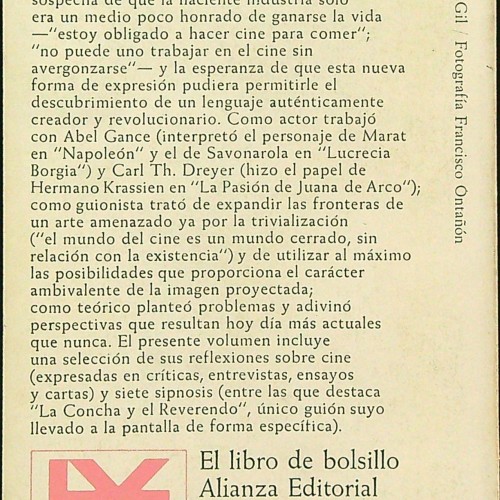 sospecha de que la naciente industria sólo
era un medio poco honrado de ganarse la vida
—“estoy obligado a hacer cine para comer“;
“no puede uno trabajar en el cine sin
avergonzarse“— y la esperanza de que esta nueva
forma de expresión pudiera permitirle el
descubrimiento de un lenguaje auténticamente
creador y revolucionario. Como actor trabajó
con Abel Gance (interpretó el personaje de Marat
en “Napoleón“ y el de Savonarola en “Lucrecia
Borgia“) y Carl Th. Dreyer (hizo el papel de
Hermano Krassien en “La Pasión de Juana de Arco“);
como guionista trató de expandir las fronteras de
un arte amenazado ya por la trivialización
(“el mundo del cine es un mundo cerrado, sin
relación con la existencia“) y de utilizar al máximo
las posibilidades que proporciona el carácter
ambivalente de la imagen proyectada;
como teórico planteó problemas y adivinó
perspectivas que resultan hoy día más actuales
que nunca. El presente volumen incluye
una selección de sus reflexiones sobre cine
(expresadas en críticas, entrevistas, ensayos
y cartas) y siete sipnosis (entre las que destaca
“La Concha y el Reverendo“, único guión suyo
llevado a la pantalla de forma específica).
El libro de bolsillo
Alianza Editorial
Gil / Fotografía Francisco Ontañón